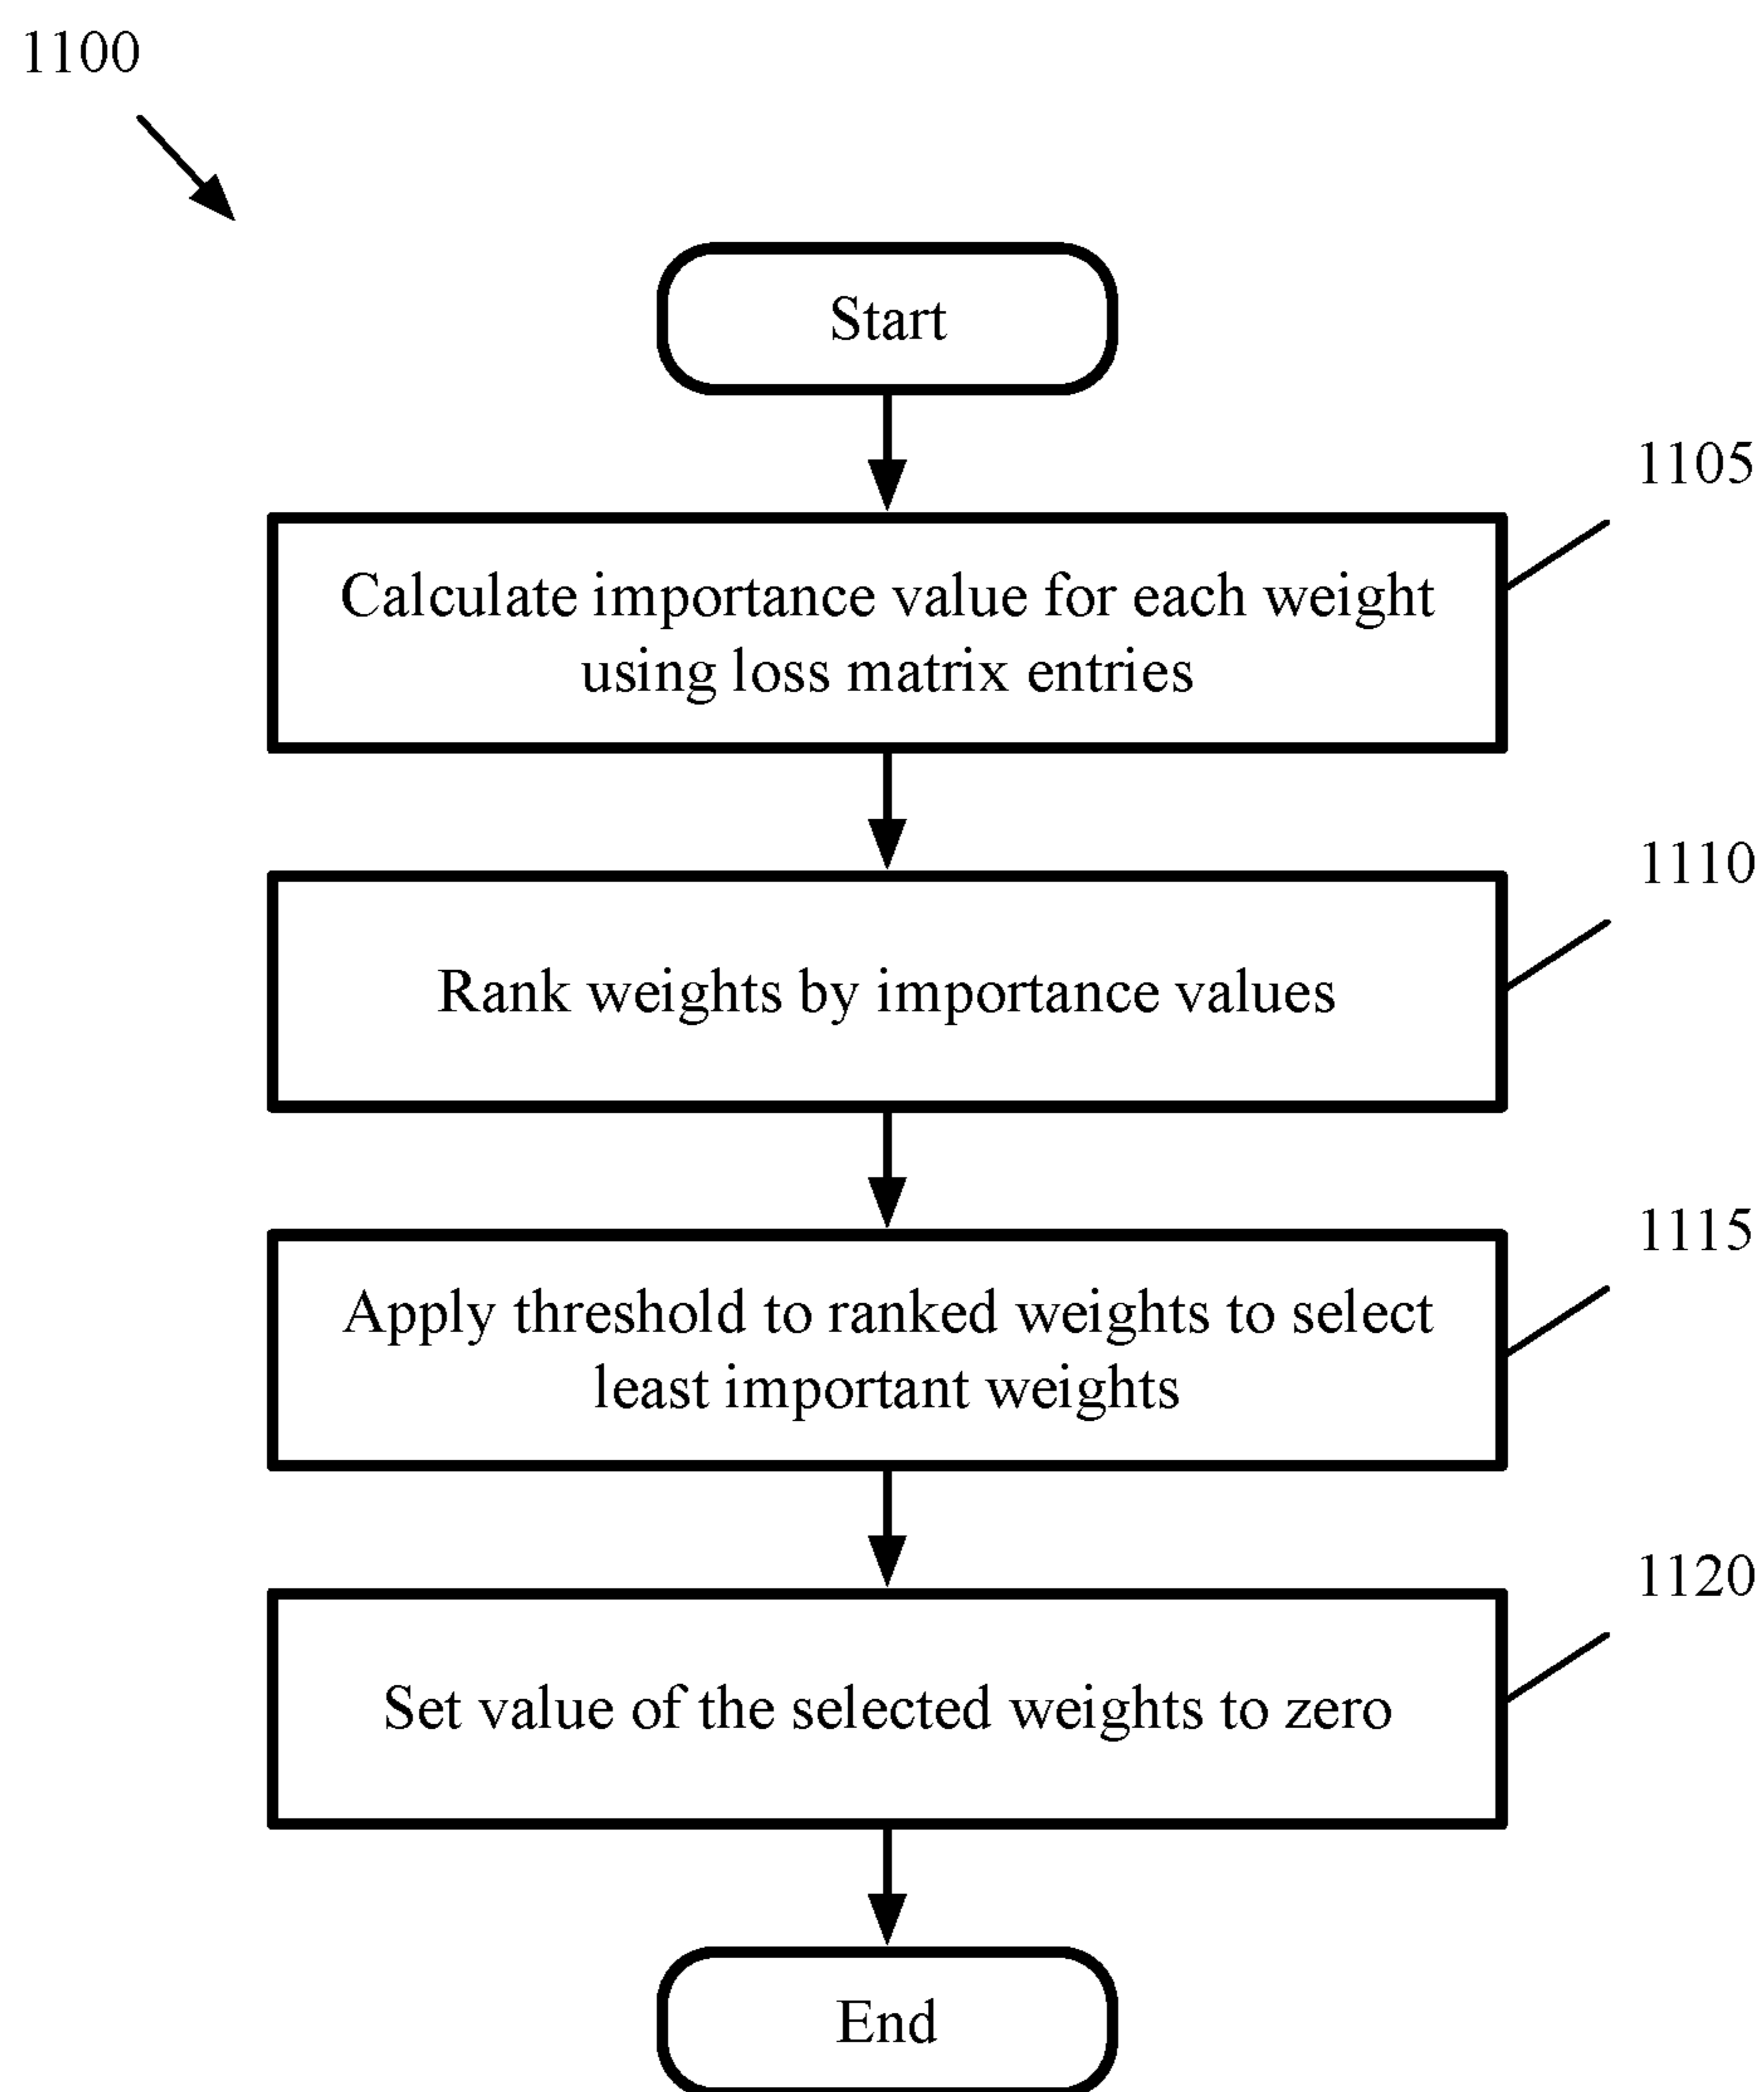 1100
Start
1105
Calculate importance value for each weight
using loss matrix entries
1110
Rank weights by importance values
1115
Apply threshold to ranked weights to select
least important weights
1120
Set value of the selected weights to zero
End